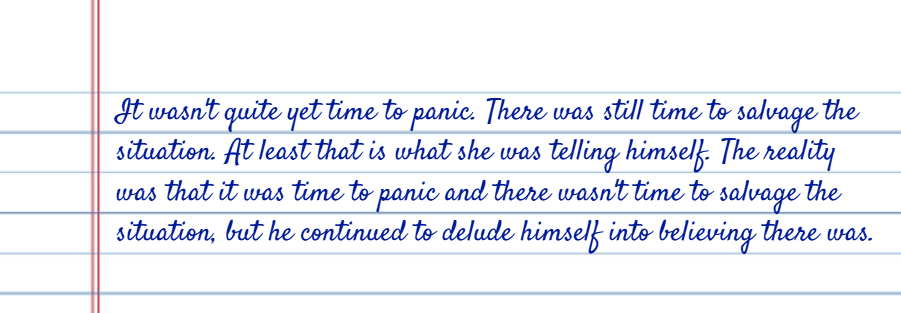 It wasn't quite yet time to panic. There was still time to salvage the
situation. At least that is what she was telling himself. The reality
was that it was time to panic and there wasn't time to salvage the
situation, but he continued to delude himself into believing there was.